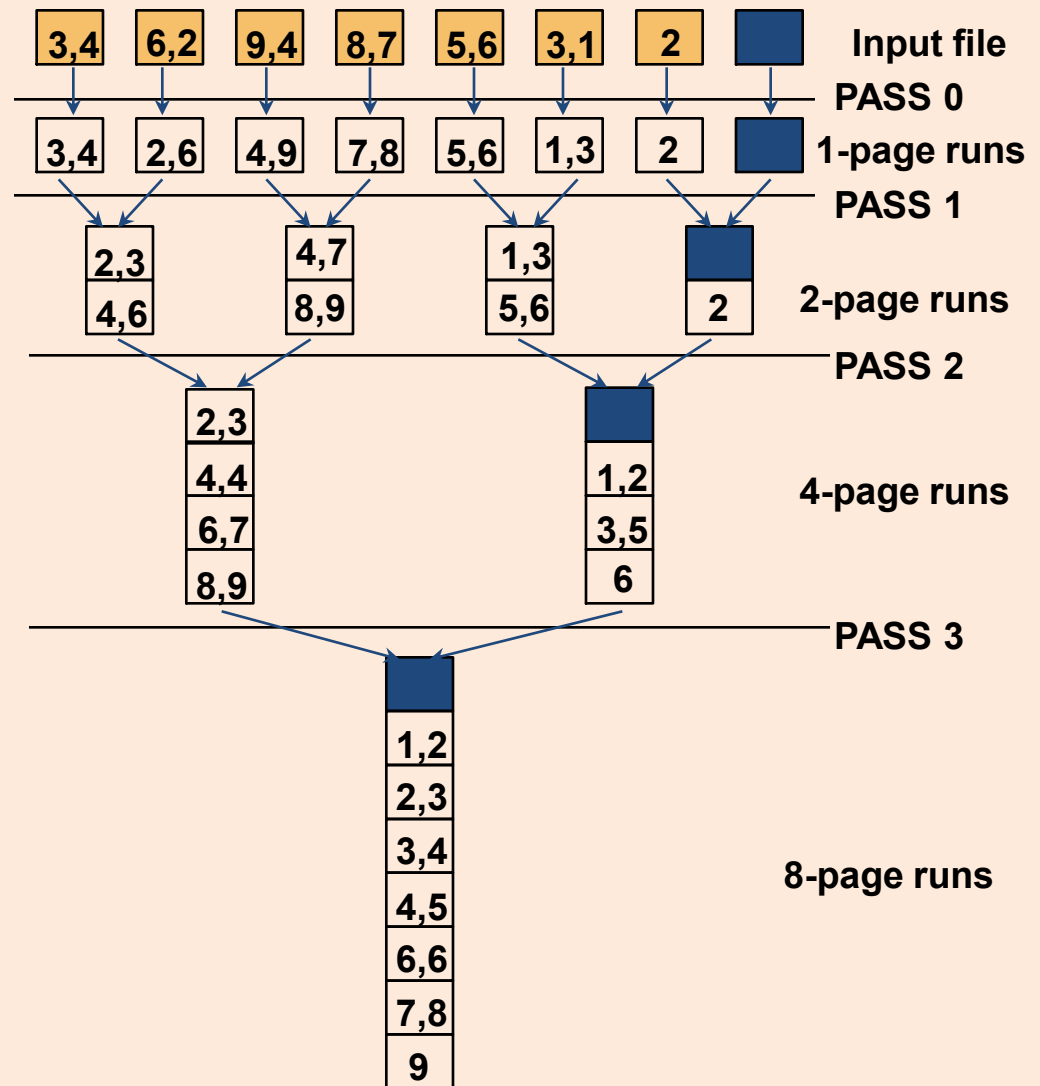 3,4 6,2 9,4 8,7 5,6 3,1 2 Input file
PASS 0
3,4 2,6 4,9 7,8 5,6 1,3 2 1-page runs
PASS 1
2,3 4,7 1,3
4,6 8,9 5,6 2 2-page runs
PASS 2
2,3
4,4 1,2 4-page runs
6,7 3,5
8,9 6
PASS 3
1,2
2,3
3,4
4,5 8-page runs
6,6
7,8
9